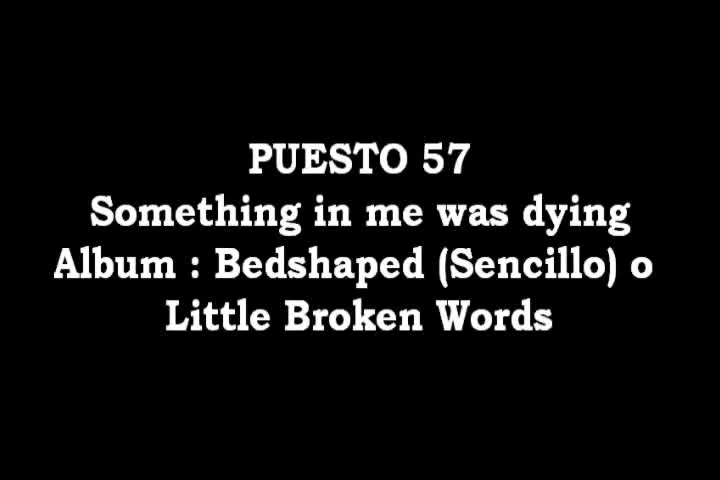 PUESTO 57
Something in me was dying
Album : Bedshaped (Sencillo) o
Little Broken Words